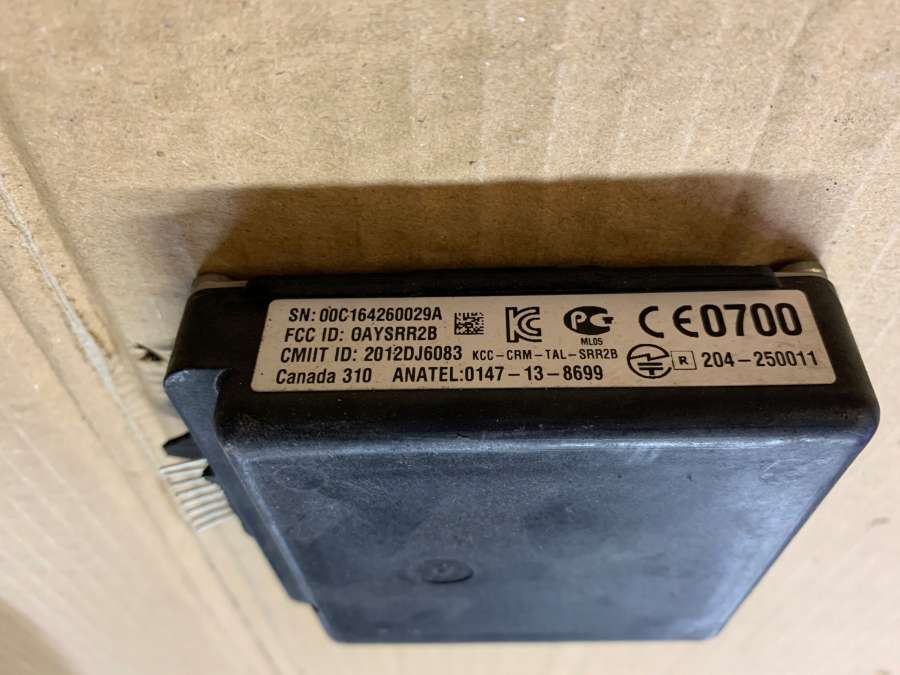 SN: 00C164260029A
FCC ID: OAYSRR2B
CMIIT ID: 2012DJ6083
KCC-CRM-TAL-SRR2B
Canada 310 ANATEL:0147-13-8699
ML05
CE0700
R 204-250011